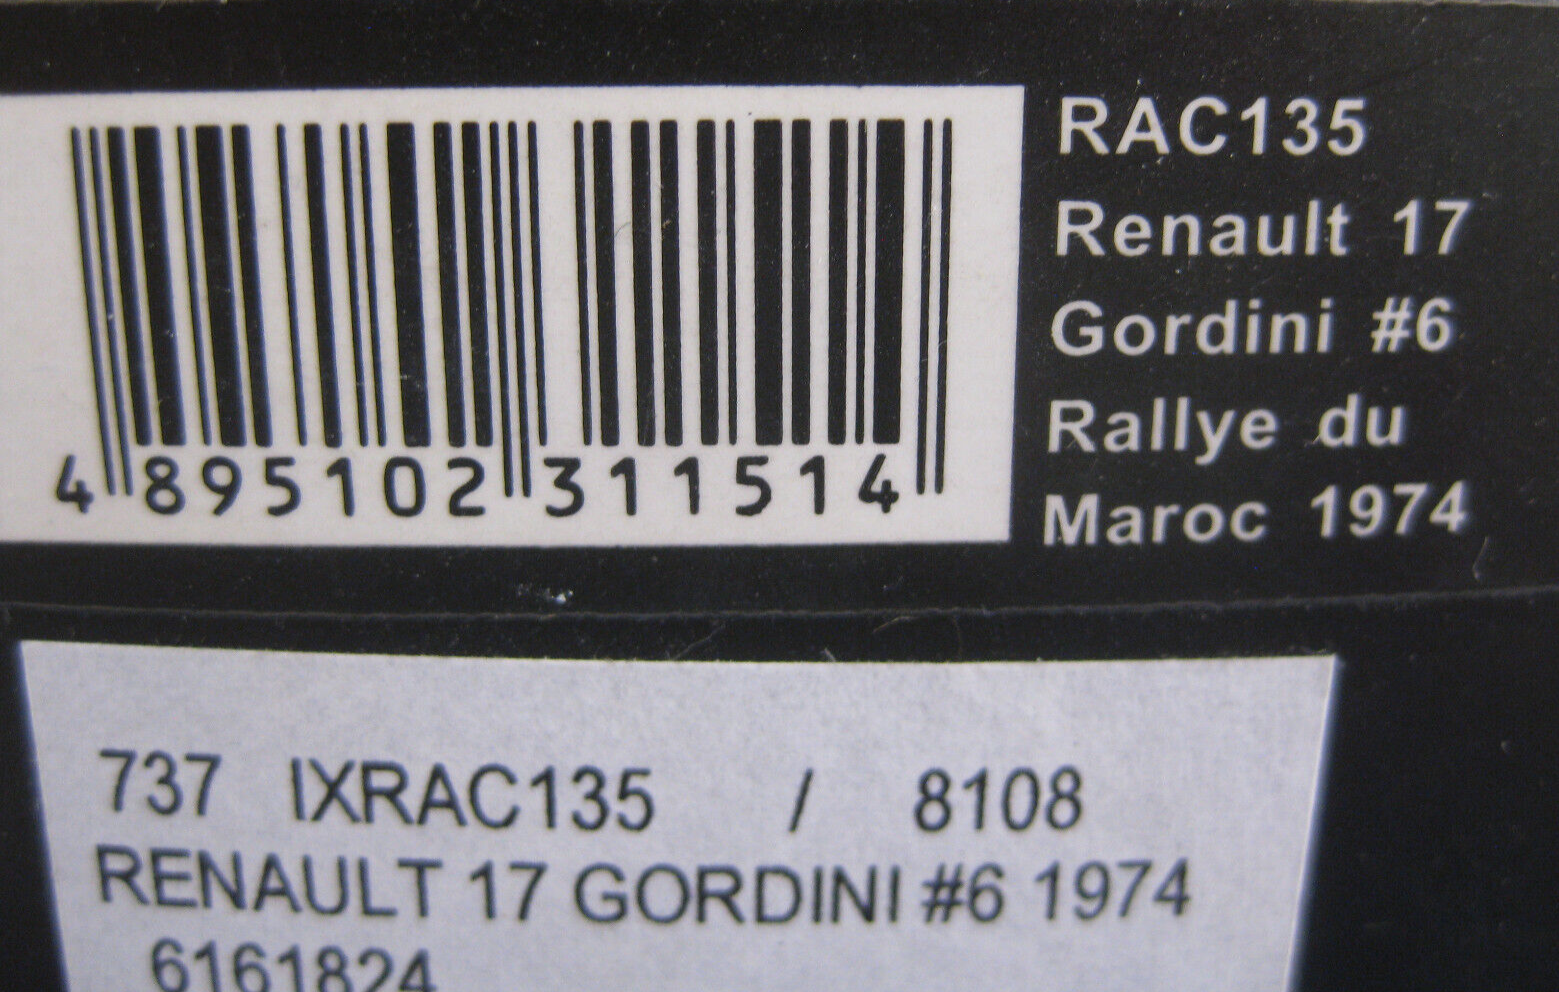 RAC135
Renault 17
Gordini #6
Rallye du
Maroc 1974
4 895102 311514
737 IXRAC135 / 8108
RENAULT 17 GORDINI #6 1974
6161824